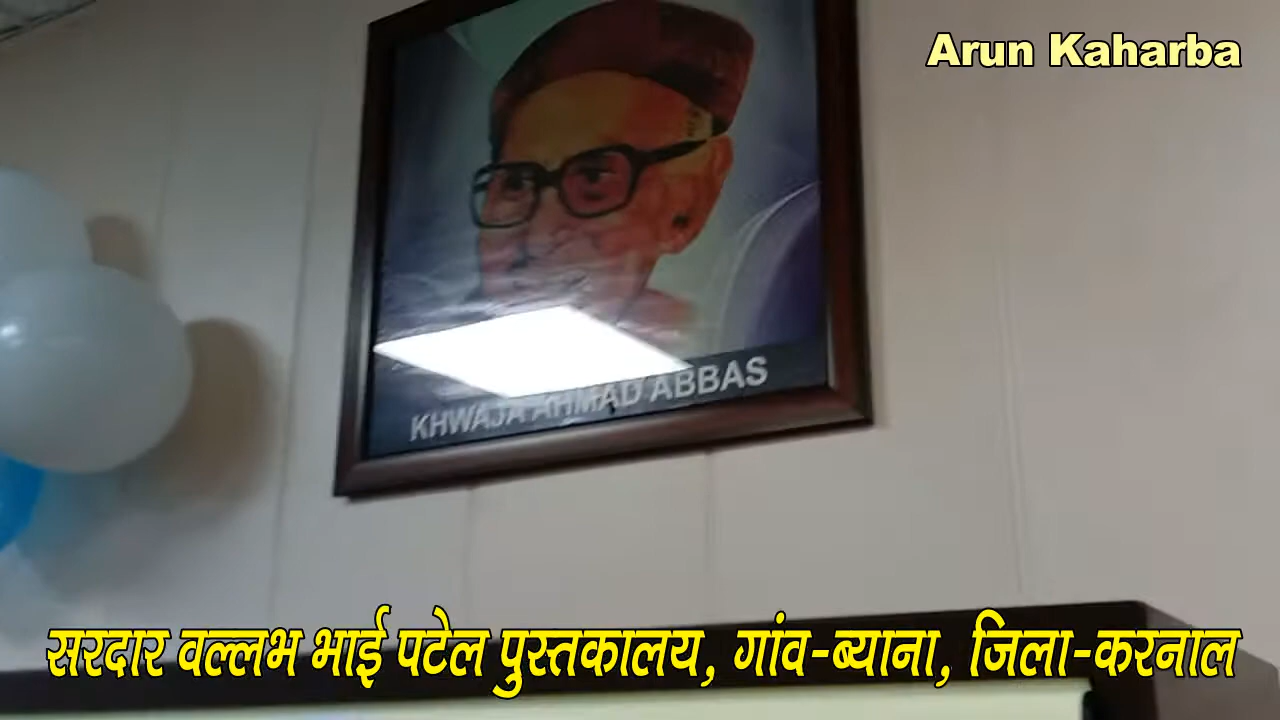 Arun Kaharba
KHWAJA AHMAD ABBAS
सरदार वल्लभ भाई पटेल पुस्तकालय, गांव-ब्याना, जिला-करनाल